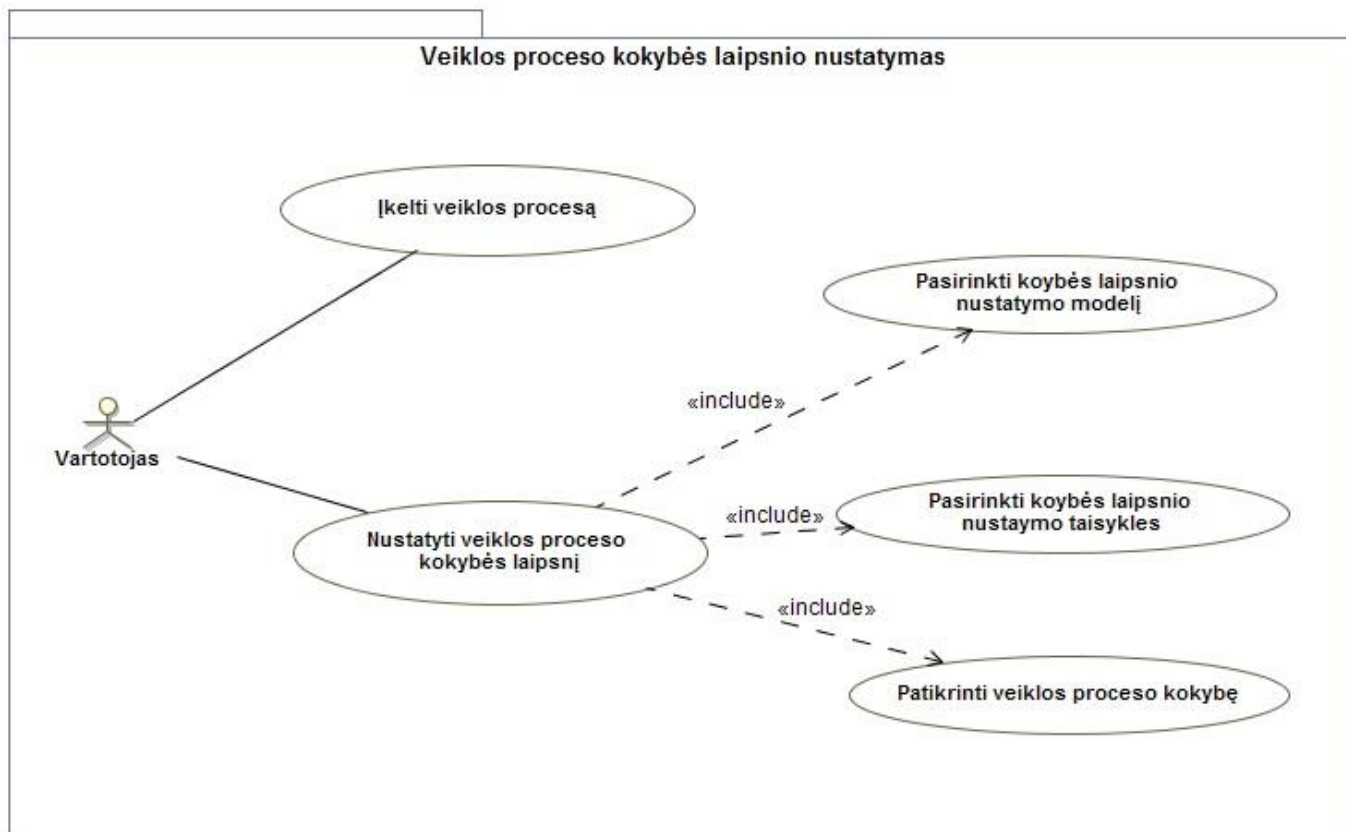 Veiklos proceso kokybės laipsnio nustatymas
Įkelti veiklos procesą
Pasirinkti koybės laipsnio
nustatymo modelį
«include»
Vartotojas
Pasirinkti koybės laipsnio
nustaymo taisykles
«include»
Nustatyti veiklos proceso
kokybės laipsnį
«include»
Patikrinti veiklos proceso kokybę